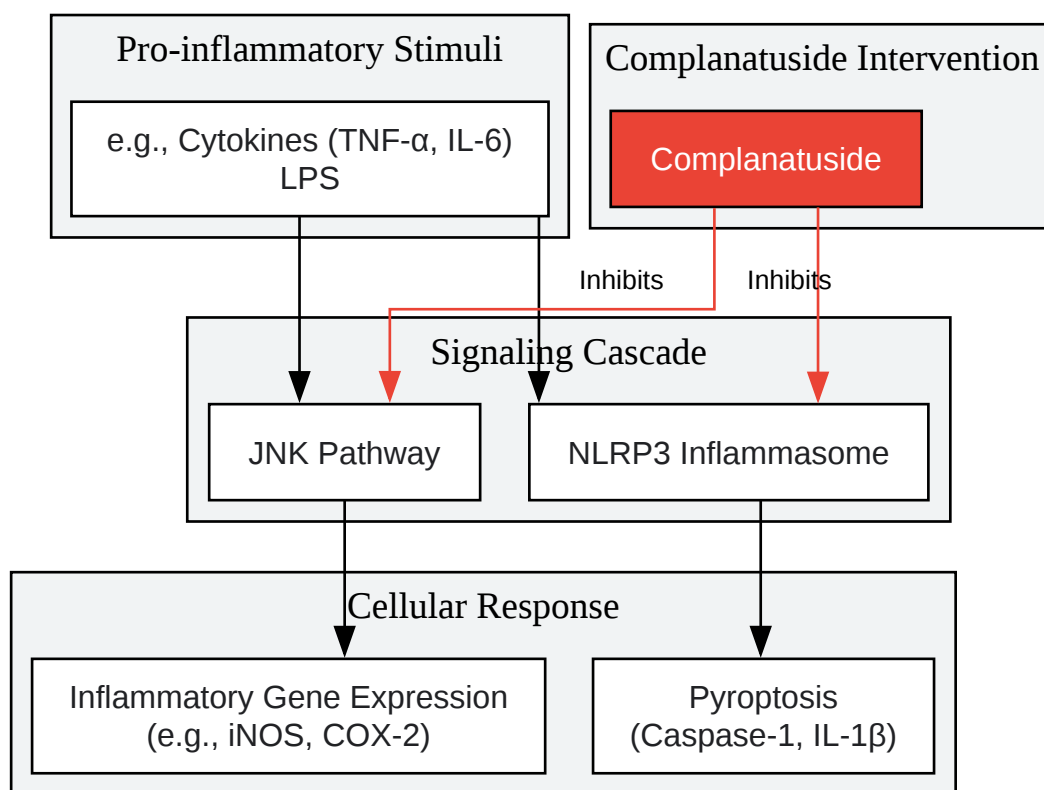 Pro-inflammatory Stimuli
e.g., Cytokines (TNF-α, IL-6)
LPS
Complanatuside Intervention
Complanatuside
Inhibits
Inhibits
Signaling Cascade
JNK Pathway
NLRP3 Inflammasome
Cellular Response
Inflammatory Gene Expression
(e.g., iNOS, COX-2)
Pyroptosis
(Caspase-1, IL-1β)